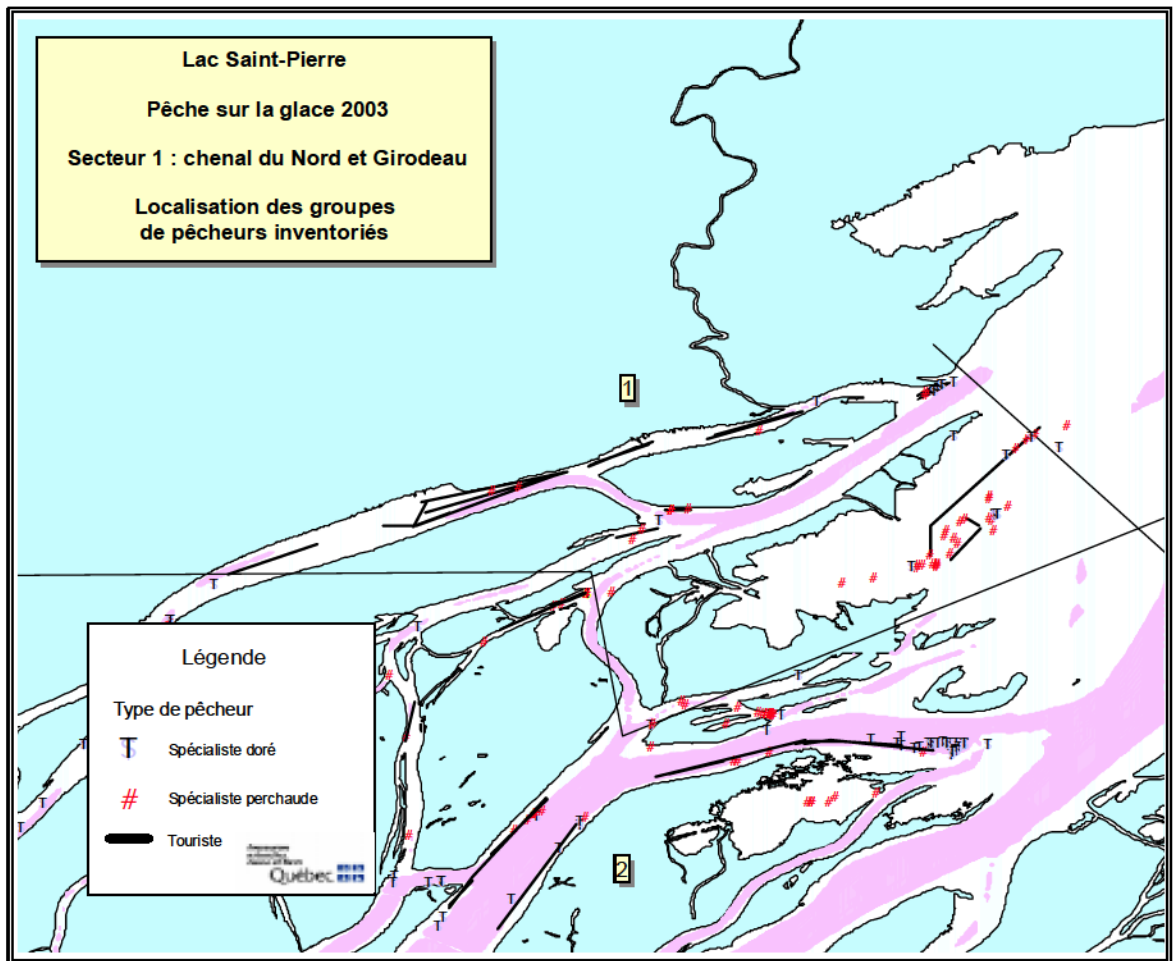 Lac Saint-Pierre
Pêche sur la glace 2003
Secteur 1 : chenal du Nord et Girodeau
Localisation des groupes
de pêcheurs inventoriés
1
Légende
Type de pêcheur
T Spécialiste doré
# Spécialiste perchaude
Touriste
Québec
2